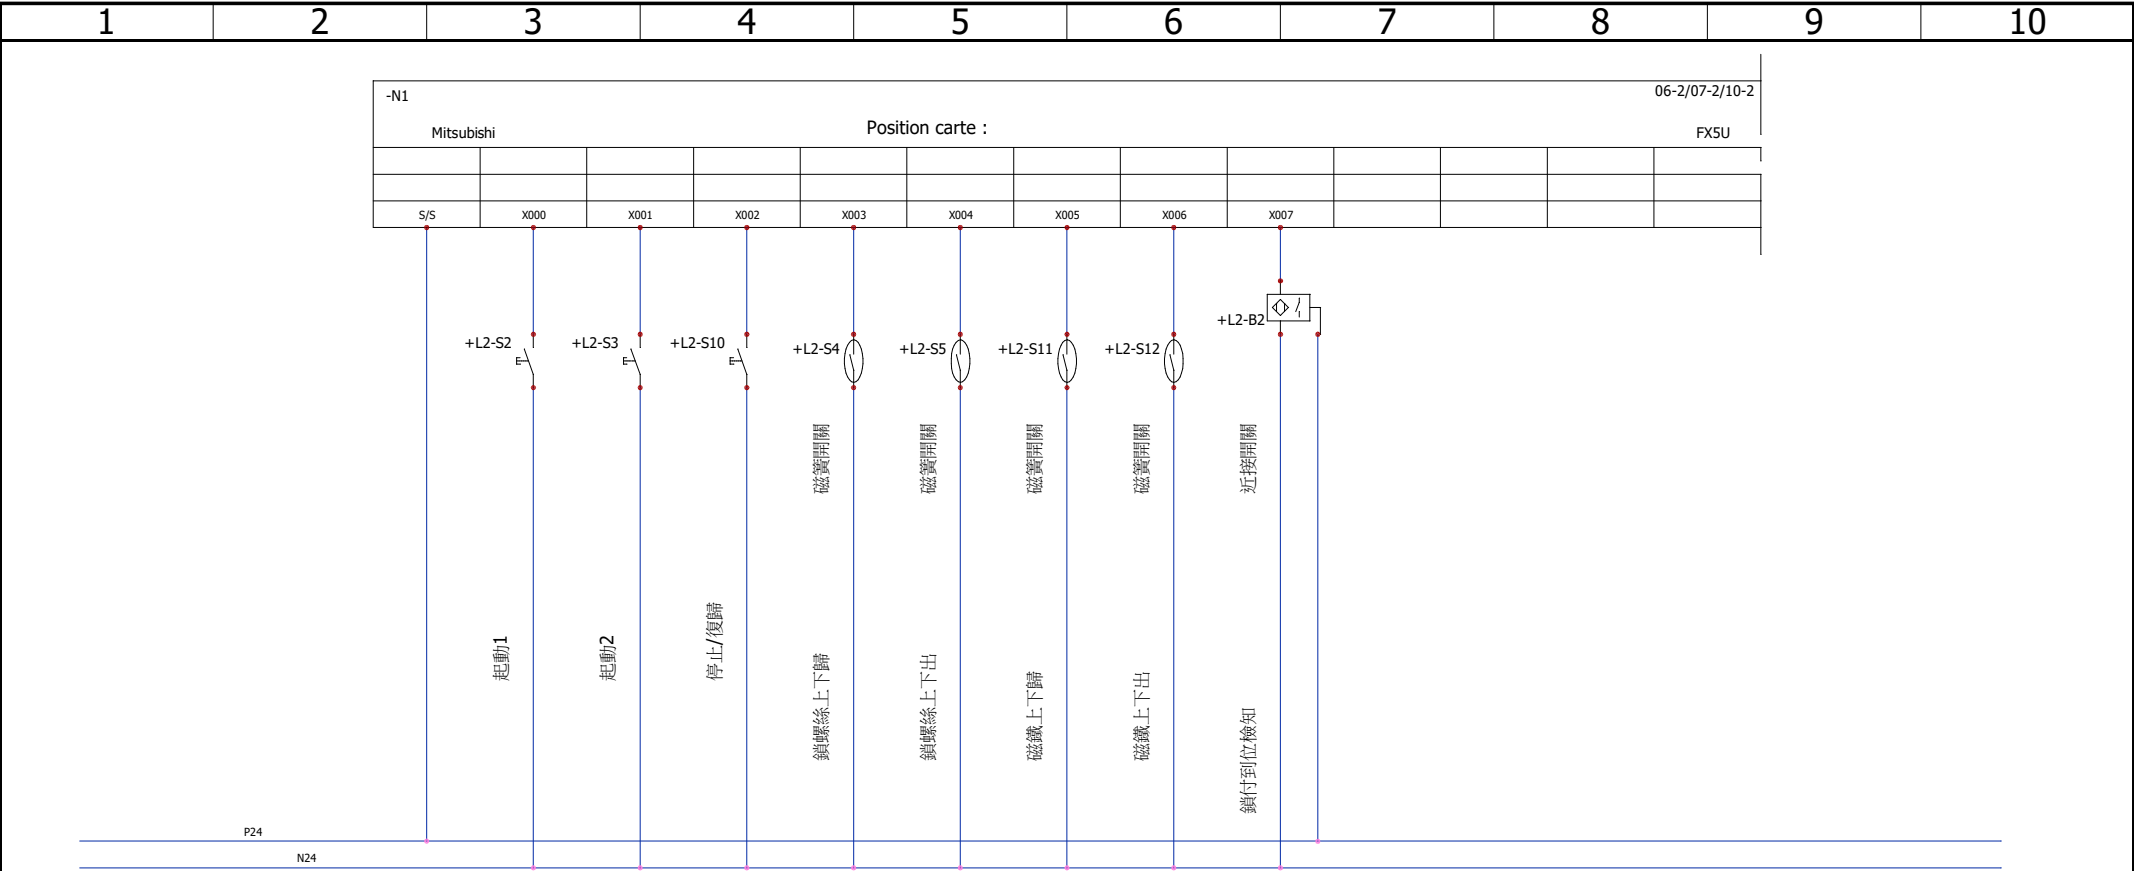 1 2 3 4 5 6 7 8 9 10
-N1 06-2/07-2/10-2
Mitsubishi Position carte : FX5U
S/S X000 X001 X002 X003 X004 X005 X006 X007
+L2-B2
+L2-S2 +L2-S3 +L2-S10 +L2-S4 +L2-S5 +L2-S11 +L2-S12
磁簧開關
磁簧開關
磁簧開關
磁簧開關
近接開關
起動1
起動2
停止/復歸
鎖螺絲上下歸
鎖螺絲上下出
磁鐵上下歸
磁鐵上下出
鎖付到位檢知
P24
N24